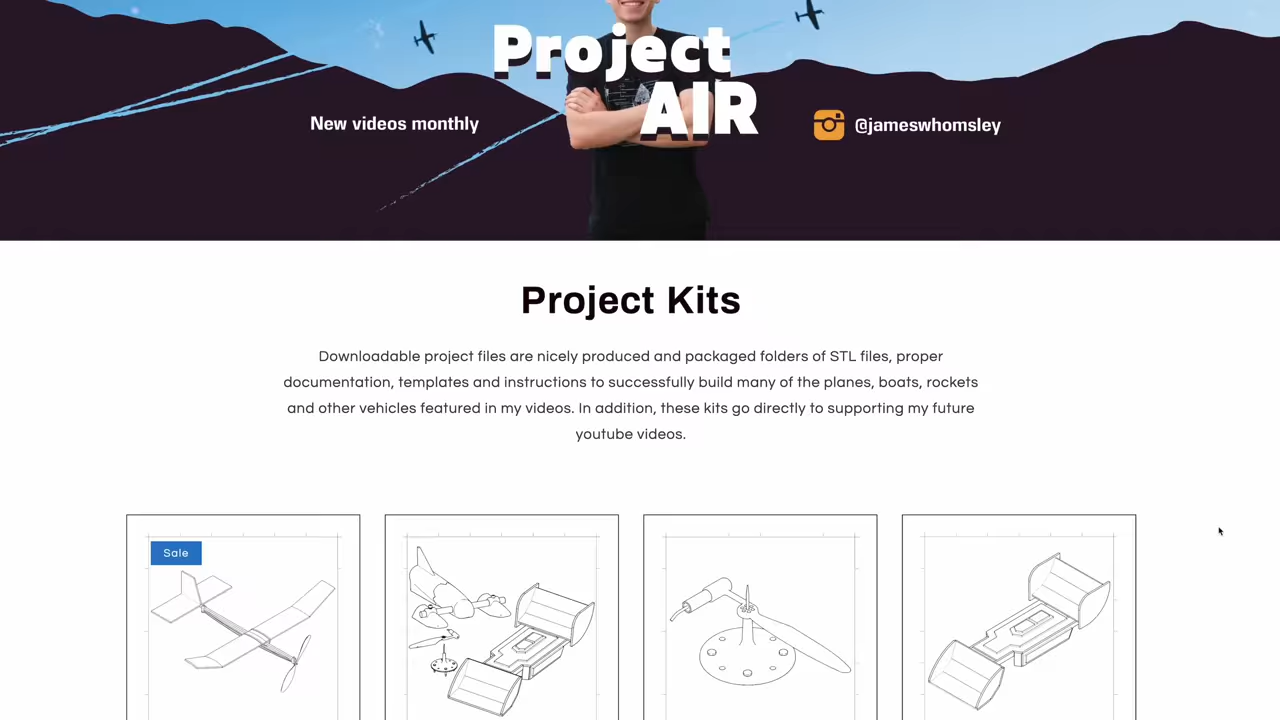 Project
AIR
New videos monthly
@jameswhomsley
Project Kits
Downloadable project files are nicely produced and packaged folders of STL files, proper
documentation, templates and instructions to successfully build many of the planes, boats, rockets
and other vehicles featured in my videos. In addition, these kits go directly to supporting my future
youtube videos.
Sale